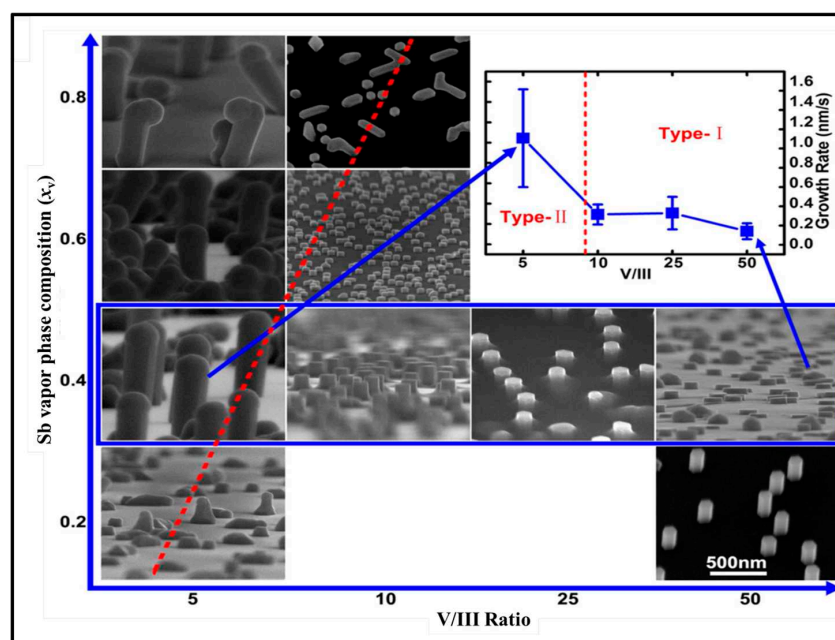 0.8
0.6
0.4
0.2
Sb vapor phase composition (xv)
Type- I
Type-II
1.6
1.4
1.2
1.0
0.8
0.6
0.4
0.2
0.0
Growth Rate (nm/s)
5 10 25 50
V/III
500nm
5 10 25 50
V/III Ratio